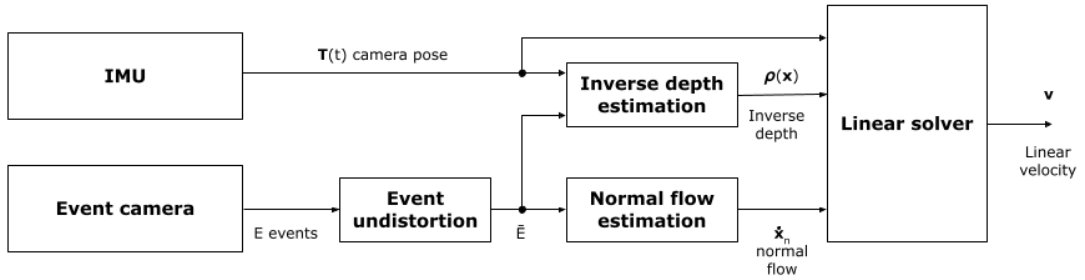 IMU
T(t) camera pose
Inverse depth
estimation
ρ(x)
Inverse
depth
Linear solver
v
Linear
velocity
Event camera
E events
Event
undistortion
Ē
Normal flow
estimation
ẋₙ
normal
flow